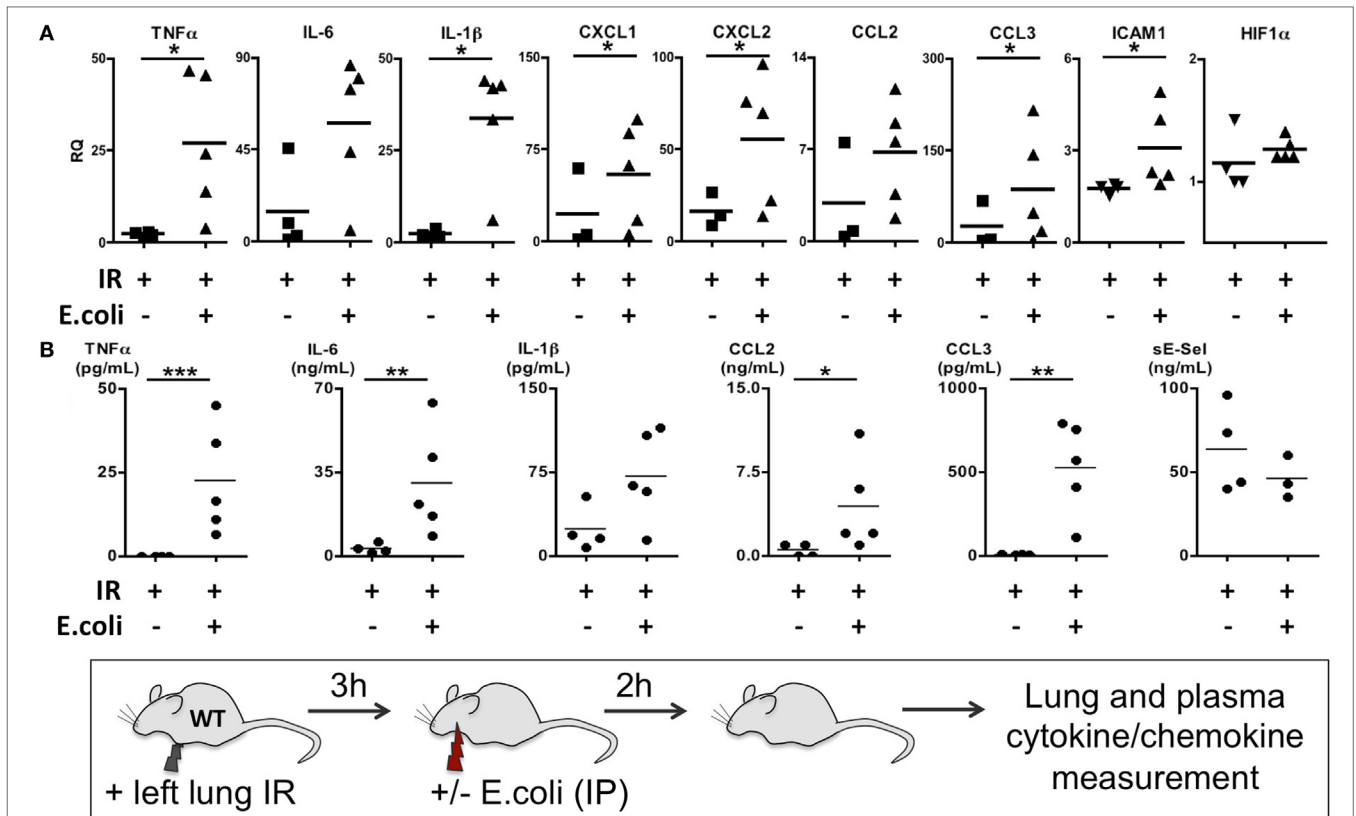 A
TNFα IL-6 IL-1β CXCL1 CXCL2 CCL2 CCL3 ICAM1 HIF1α
* * * * * *
50 90 50 150 100 14 300 6 2
RQ
25 45 25 75 50 7 150 3 1
0 0 0 0 0 0 0 0
IR + + + + + + + + + + + + + + + + + +
E.coli - + - + - + - + - + - + - + - + - +
B
TNFα IL-6 IL-1β CCL2 CCL3 sE-Sel
(pg/mL) (ng/mL) (pg/mL) (ng/mL) (pg/mL) (ng/mL)
*** ** * **
50 70 150 15.0 1000 100
25 35 75 7.5 500 50
0 0 0 0.0 0 0
IR + + + + + + + + + + + +
E.coli - + - + - + - + - + - +
WT
3h
2h
+ left lung IR
+/- E.coli (IP)
Lung and plasma
cytokine/chemokine
measurement